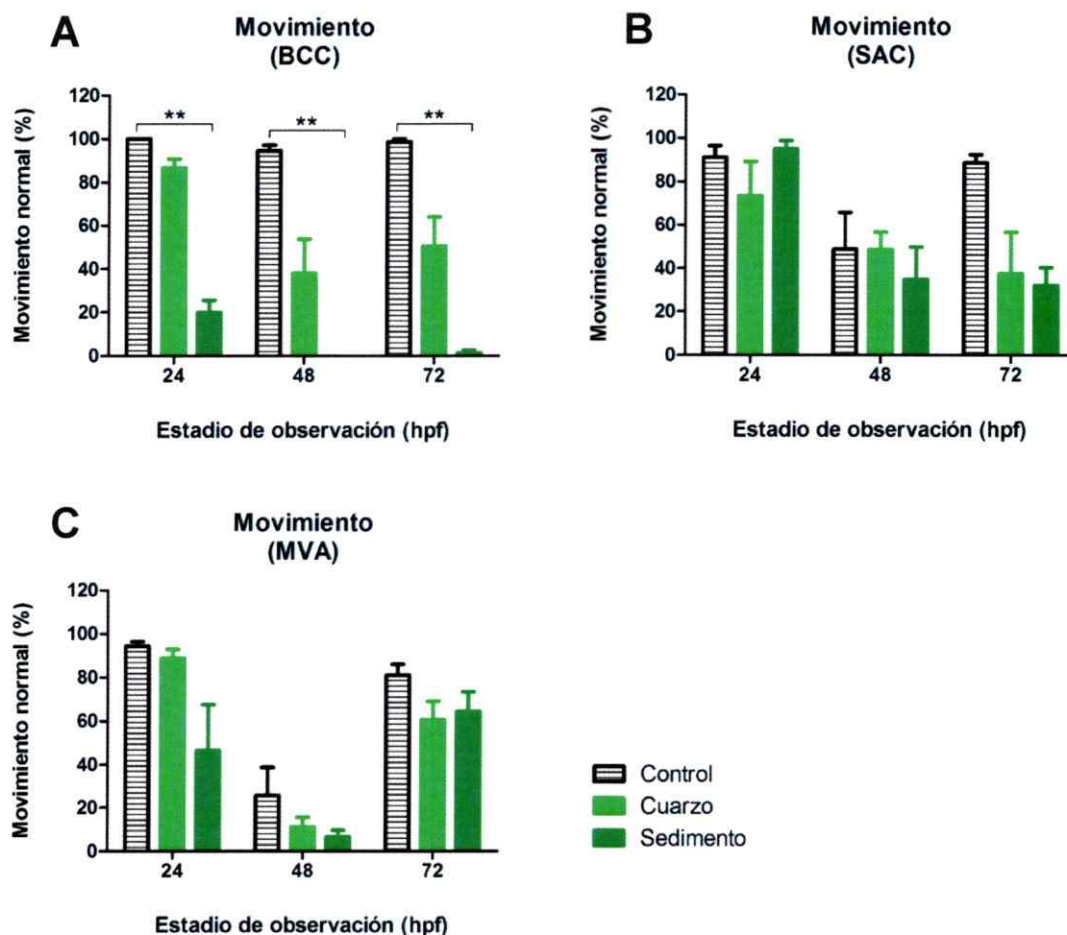 A
Movimiento
(BCC)
Movimiento normal (%)
120
100
80
60
40
20
0
**
**
**
24
48
72
Estadio de observación (hpf)
B
Movimiento
(SAC)
Movimiento normal (%)
120
100
80
60
40
20
0
24
48
72
Estadio de observación (hpf)
C
Movimiento
(MVA)
Movimiento normal (%)
120
100
80
60
40
20
0
24
48
72
Estadio de observación (hpf)
Control
Cuarzo
Sedimento